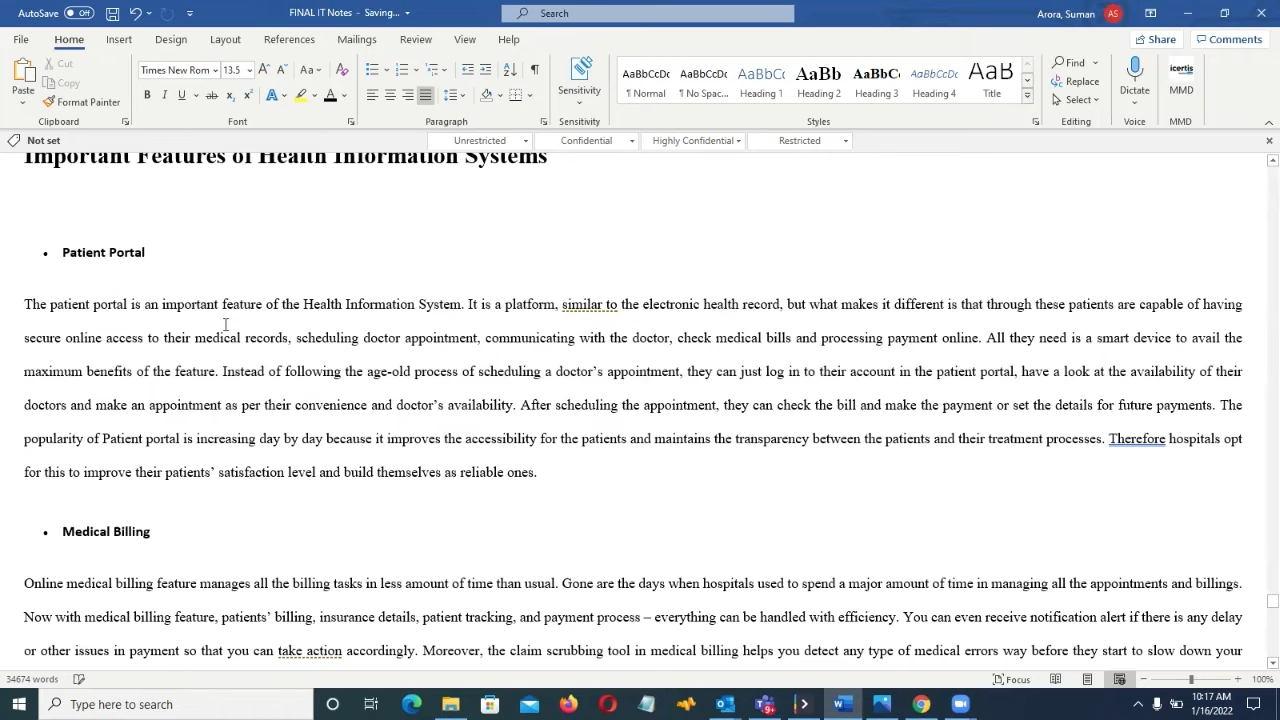 AutoSave Off FINAL IT Notes - Saving... Search Arora, Suman AS
File Home Insert Design Layout References Mailings Review View Help Share Comments
Paste Cut Copy Format Painter Clipboard
Times New Rom 13.5 Aa B I U ab x₂ x² A A Font
Paragraph
Sensitivity Sensitivity
AaBbCcDc ¶ Normal AaBbCcDc ¶ No Spac... AaBbCc Heading 1 AaBb Heading 2 AaBbC Heading 3 AaBbCcDc Heading 4 AaB Title Styles
Find Replace Select Editing
Dictate Voice
icertis MMD MMD
Not set Unrestricted Confidential Highly Confidential Restricted
Important Features of Health Information Systems
• Patient Portal
The patient portal is an important feature of the Health Information System. It is a platform, similar to the electronic health record, but what makes it different is that through these patients are capable of having
secure online access to their medical records, scheduling doctor appointment, communicating with the doctor, check medical bills and processing payment online. All they need is a smart device to avail the
maximum benefits of the feature. Instead of following the age-old process of scheduling a doctor’s appointment, they can just log in to their account in the patient portal, have a look at the availability of their
doctors and make an appointment as per their convenience and doctor’s availability. After scheduling the appointment, they can check the bill and make the payment or set the details for future payments. The
popularity of Patient portal is increasing day by day because it improves the accessibility for the patients and maintains the transparency between the patients and their treatment processes. Therefore hospitals opt
for this to improve their patients’ satisfaction level and build themselves as reliable ones.
• Medical Billing
Online medical billing feature manages all the billing tasks in less amount of time than usual. Gone are the days when hospitals used to spend a major amount of time in managing all the appointments and billings.
Now with medical billing feature, patients’ billing, insurance details, patient tracking, and payment process – everything can be handled with efficiency. You can even receive notification alert if there is any delay
or other issues in payment so that you can take action accordingly. Moreover, the claim scrubbing tool in medical billing helps you detect any type of medical errors way before they start to slow down your
34674 words Focus 100%
Type here to search 10:17 AM
1/16/2022